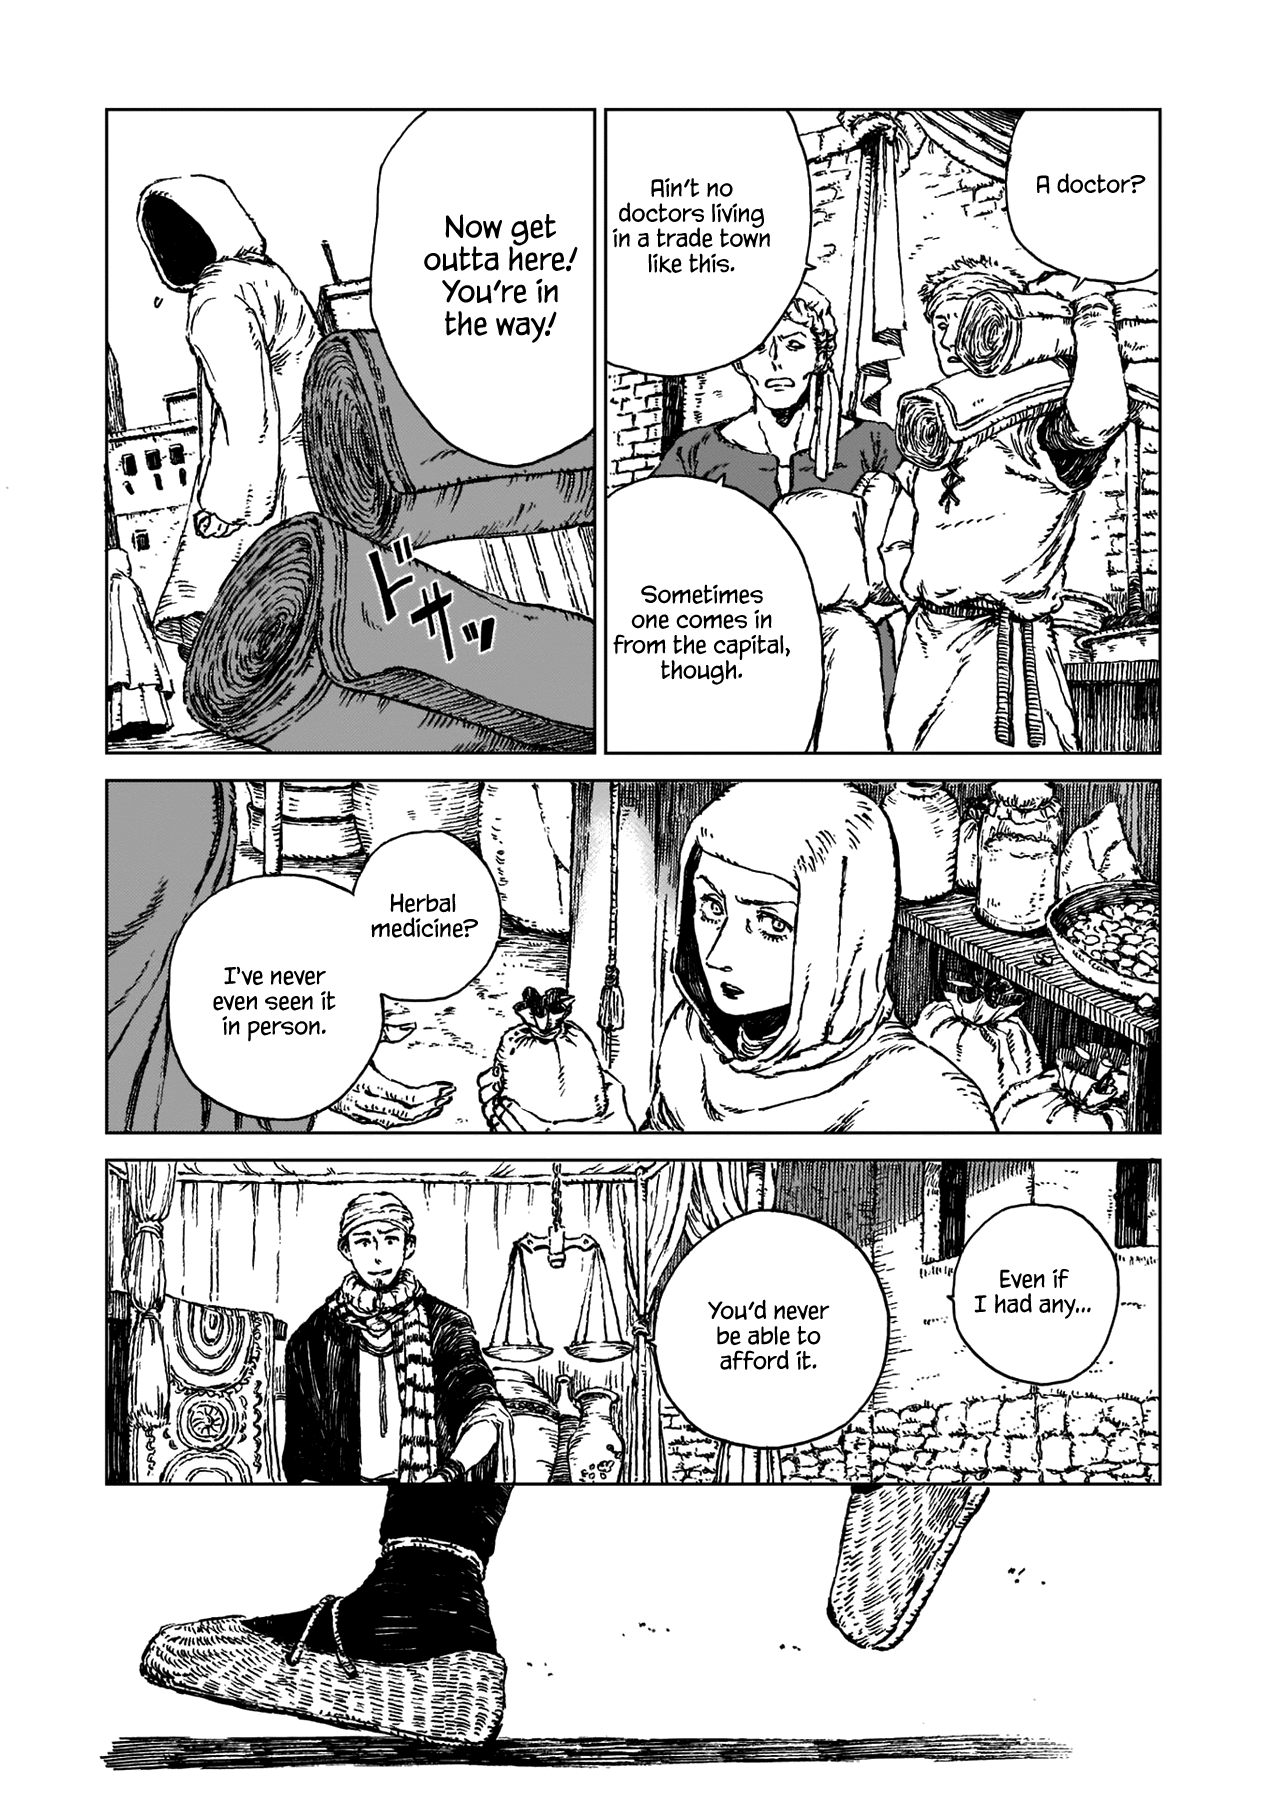 A doctor?
Ain't no
doctors living
in a trade town
like this.
Sometimes
one comes in
from the capital,
though.
Now get
outta here!
You're in
the way!
ドサッ
Herbal
medicine?
I've never
even seen it
in person.
Even if
I had any...
You'd never
be able to
afford it.